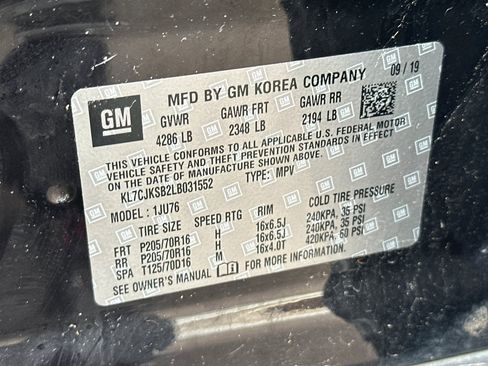 GM
MFD BY GM KOREA COMPANY
09 / 19
GVWR GAWR FRT GAWR RR
4286 LB 2348 LB 2194 LB
THIS VEHICLE CONFORMS TO ALL APPLICABLE U.S. FEDERAL MOTOR
VEHICLE SAFETY AND THEFT PREVENTION STANDARDS IN EFFECT ON
THE DATE OF MANUFACTURE SHOWN ABOVE.
KL7CJKSB2LB031552 TYPE: MPV
MODEL : 1JU76
TIRE SIZE SPEED RTG RIM COLD TIRE PRESSURE
FRT P205/70R16 H 16x6.5J 240KPA, 35 PSI
RR P205/70R16 H 16x6.5J 240KPA, 35 PSI
SPA T125/70D16 M 16x4.0T 420KPA, 60 PSI
SEE OWNER'S MANUAL FOR MORE INFORMATION